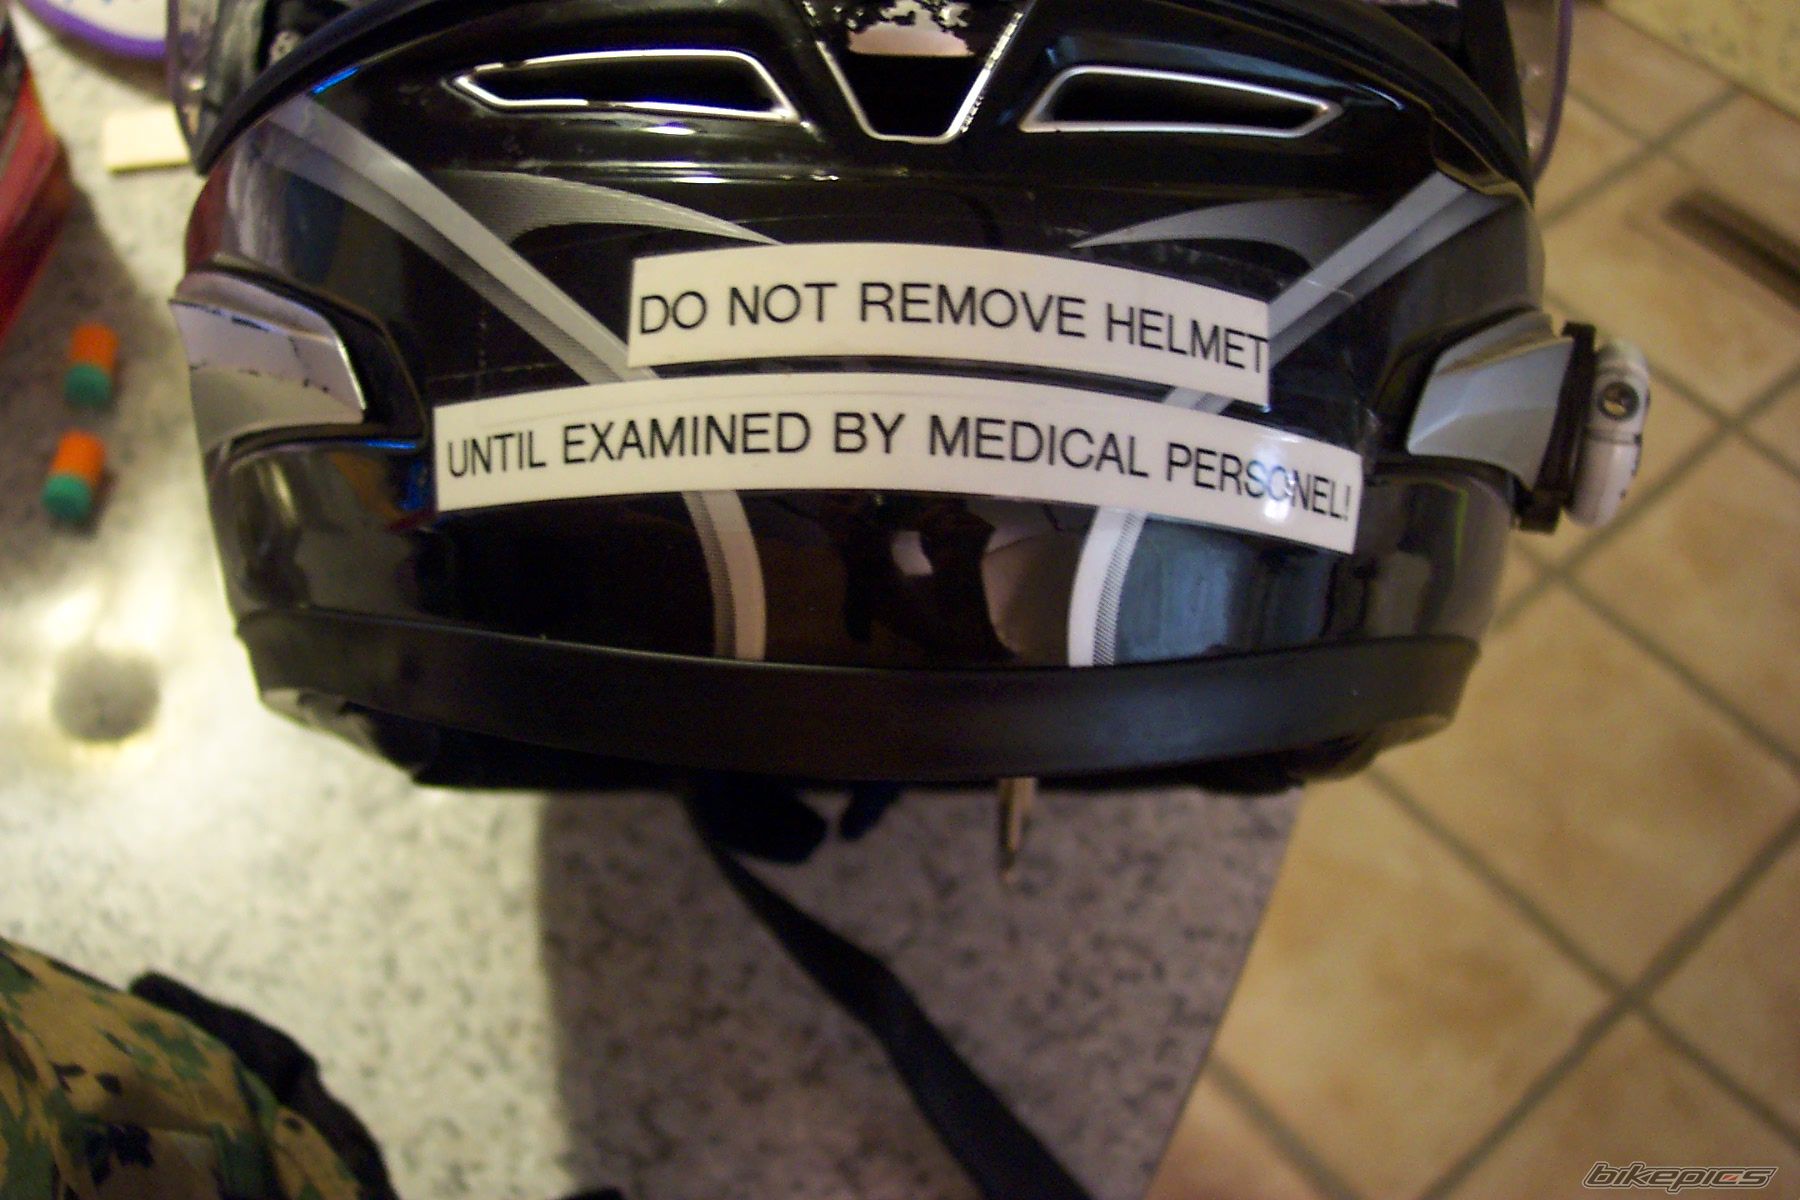 DO NOT REMOVE HELMET
UNTIL EXAMINED BY MEDICAL PERSONEL!
bikepics